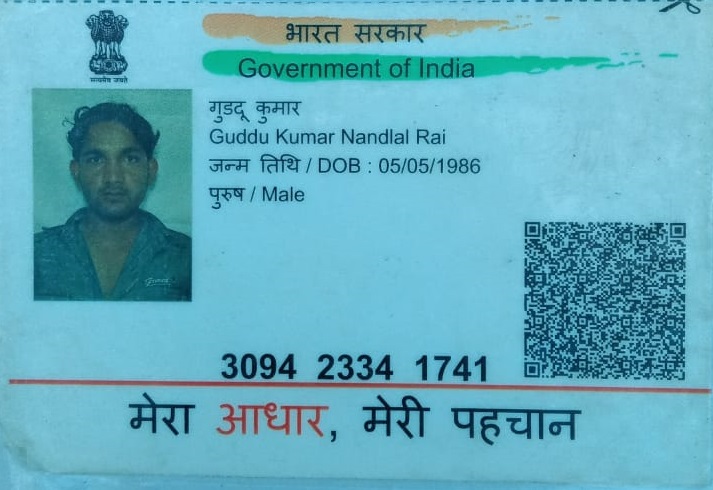 भारत सरकार
Government of India
सत्यमेव जयते
गुडदू कुमार
Guddu Kumar Nandlal Rai
जन्म तिथि / DOB : 05/05/1986
पुरुष / Male
3094 2334 1741
मेरा आधार, मेरी पहचान